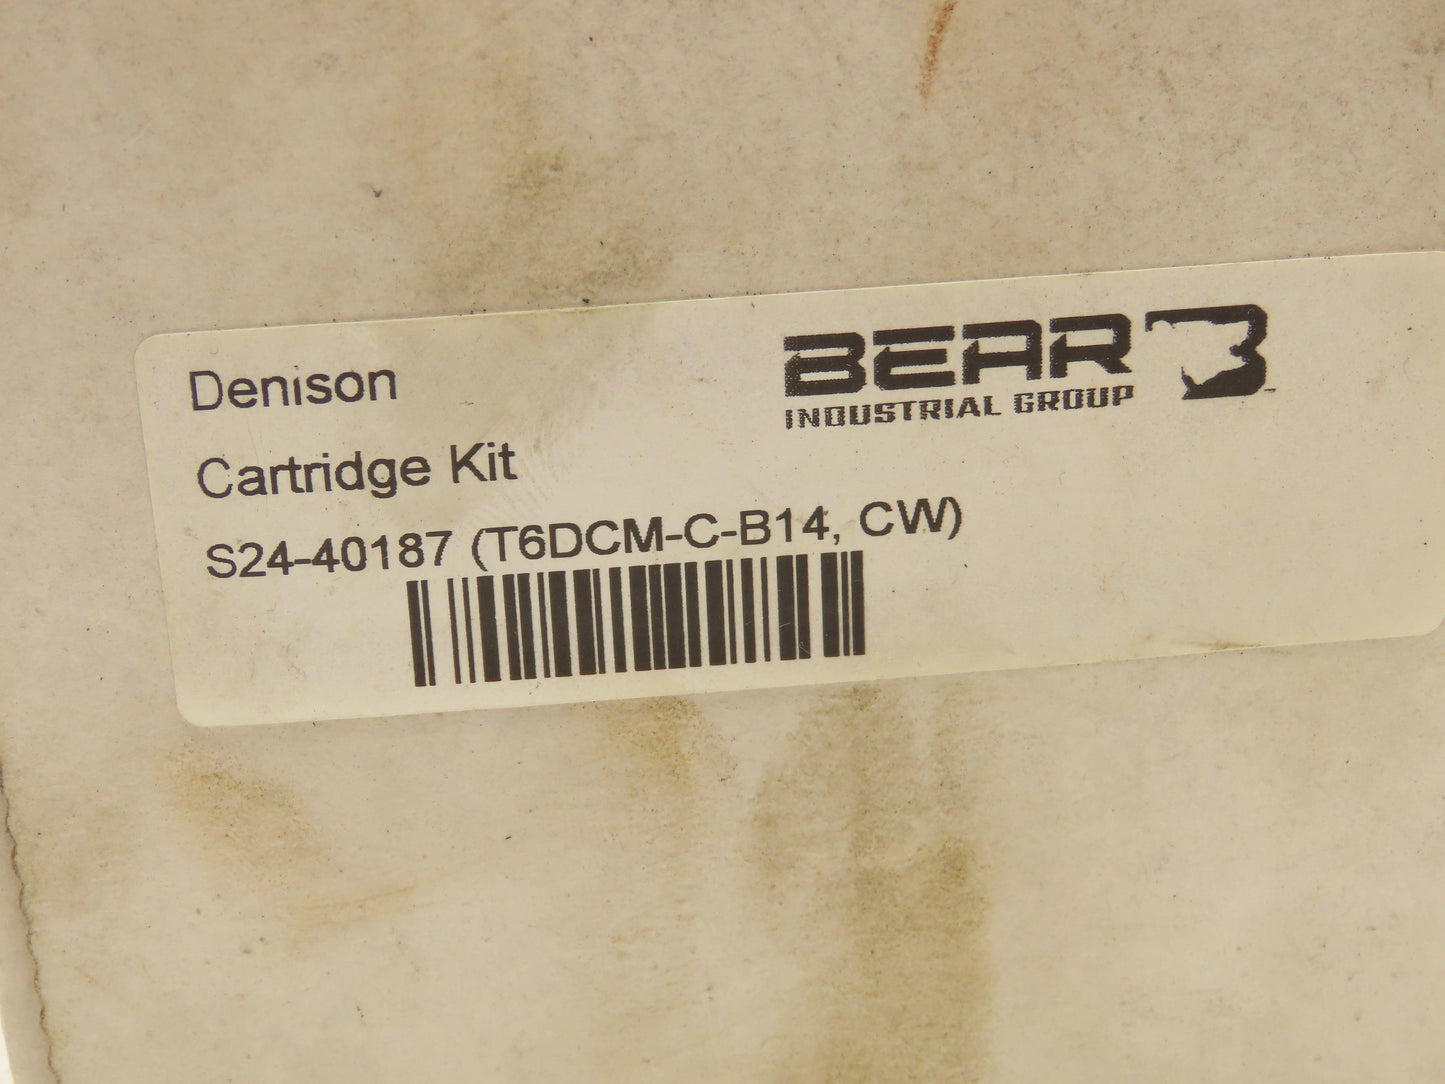 Denison
BEAR
INDUSTRIAL GROUP
Cartridge Kit
S24-40187 (T6DCM-C-B14, CW)